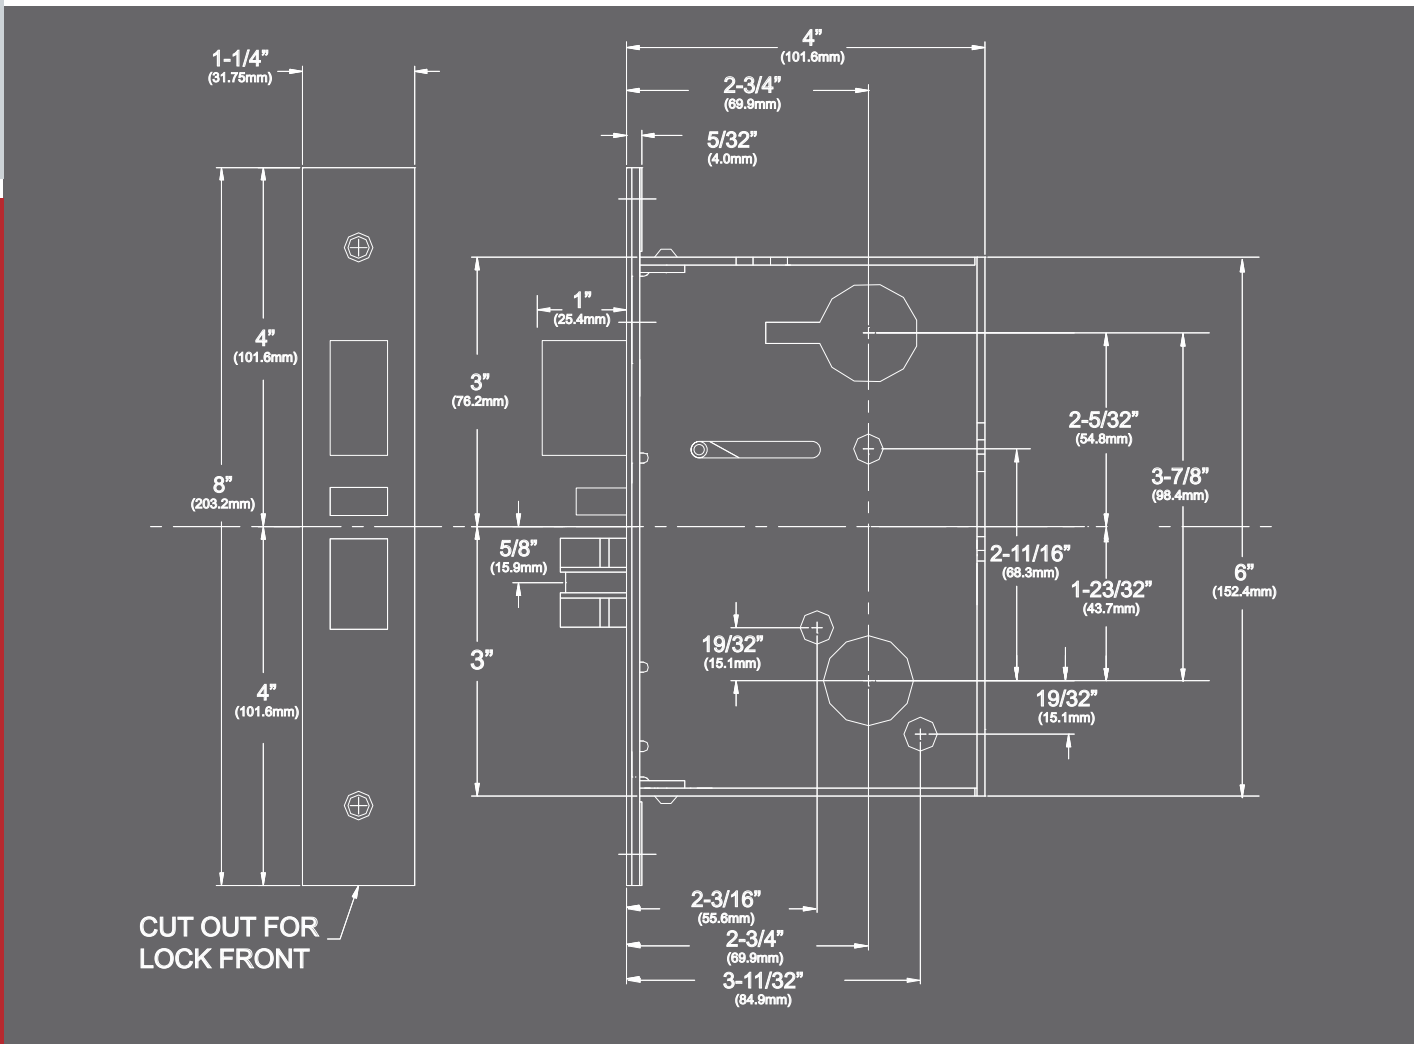 4”
(101.6mm)
1-1/4”
(31.75mm)
2-3/4”
(69.9mm)
5/32”
(4.0mm)
1”
(25.4mm)
4”
(101.6mm)
3”
(76.2mm)
2-5/32”
(54.8mm)
3-7/8”
(98.4mm)
8”
(203.2mm)
5/8”
(15.9mm)
2-11/16”
(68.3mm)
6”
(152.4mm)
1-23/32”
(43.7mm)
19/32”
(15.1mm)
3”
4”
(101.6mm)
19/32”
(15.1mm)
2-3/16”
(55.6mm)
CUT OUT FOR
LOCK FRONT
2-3/4”
(69.9mm)
3-11/32”
(84.9mm)